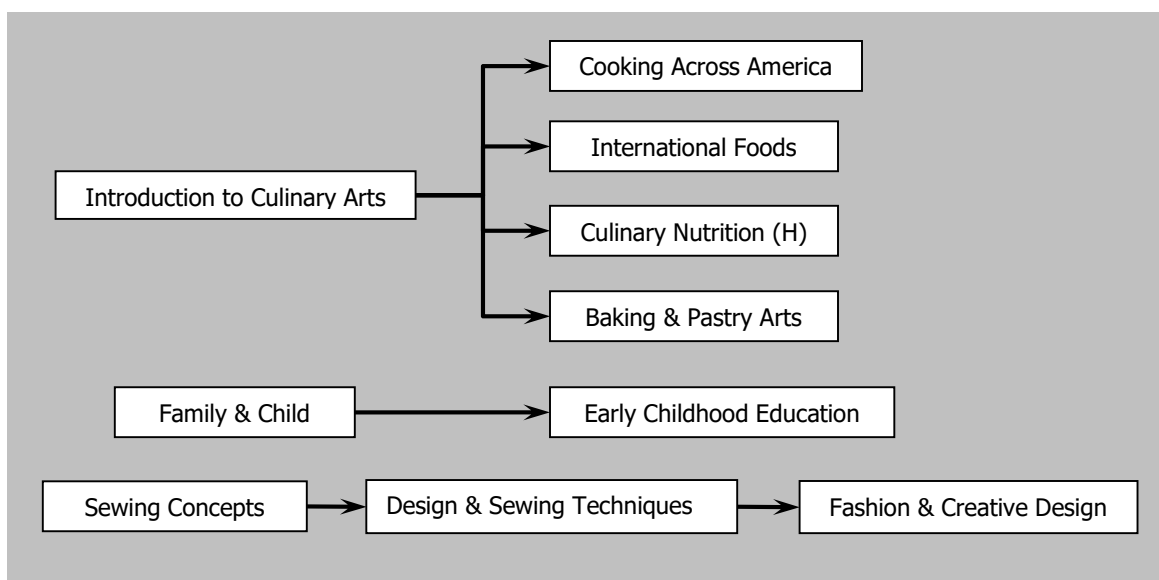 Cooking Across America
International Foods
Introduction to Culinary Arts
Culinary Nutrition (H)
Baking & Pastry Arts
Family & Child
Early Childhood Education
Sewing Concepts
Design & Sewing Techniques
Fashion & Creative Design